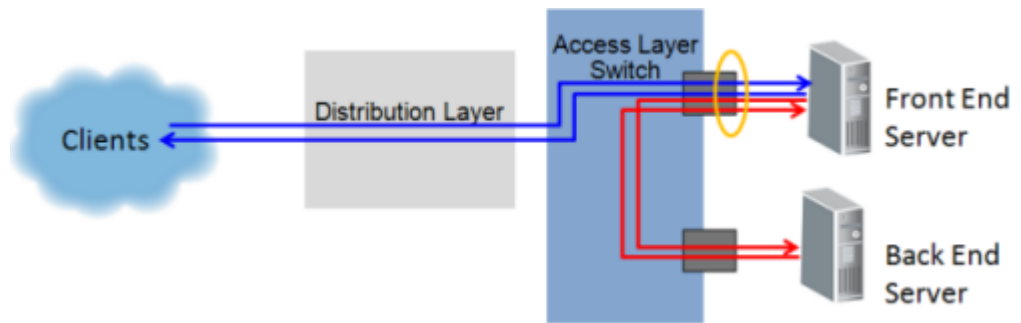 Clients
Distribution Layer
Access Layer
Switch
Front End
Server
Back End
Server